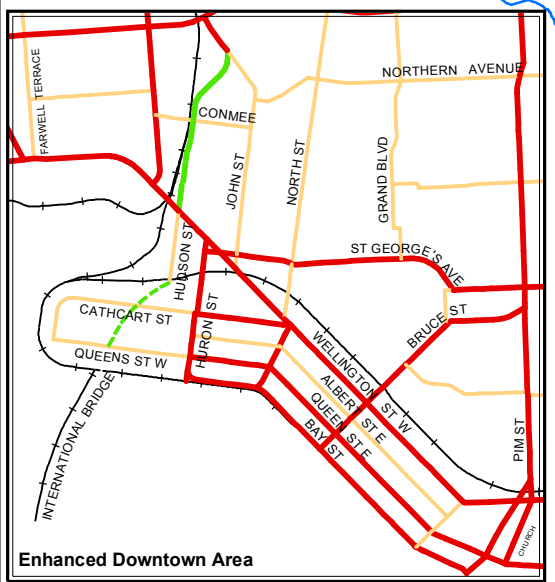 NORTHERN AVENUE
FARWELL TERRACE
CONMEE
JOHN ST
NORTH ST
GRAND BLVD
HUDSON ST
ST GEORGE'S AVE
CATHCART ST
HURON ST
BRUCE ST
QUEENS ST W
WELLINGTON ST W
ALBERT ST E
QUEEN ST E
BAY ST
INTERNATIONAL BRIDGE
PIM ST
CHURCH
Enhanced Downtown Area